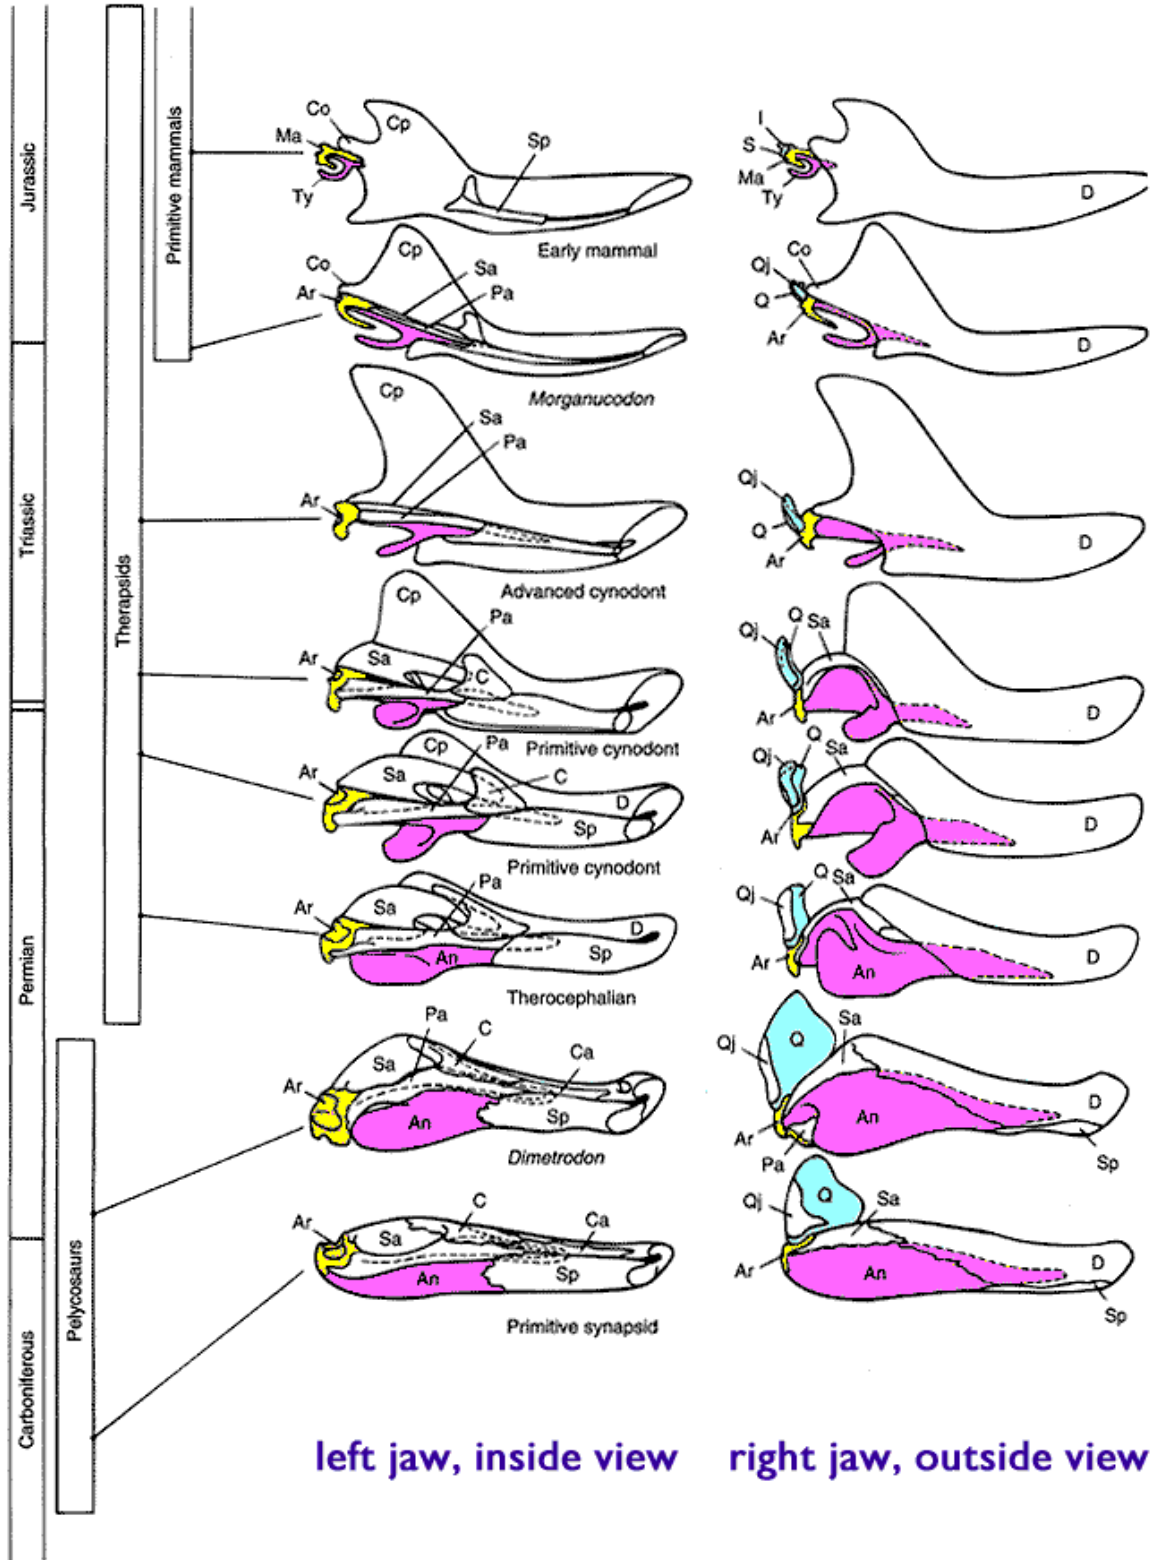 Jurassic
Triassic
Permian
Carboniferous
Primitive mammals
Therapsids
Pelycosaurs
Co
Cp
Ma
Ty
Sp
Early mammal
I
S
Ma
Ty
D
Co
Cp
Ar
Sa
Pa
Morganucodon
Qj
Co
Q
Ar
D
Cp
Sa
Pa
Ar
Advanced cynodont
Qj
Q
Ar
D
Cp
Pa
Ar
Sa
C
Primitive cynodont
Qj
Q
Sa
Ar
D
Cp
Pa
Ar
Sa
C
D
Sp
Primitive cynodont
Qj
Q
Sa
Ar
D
Pa
Ar
Sa
D
An
Sp
Therocephalian
Qj
Q
Sa
Ar
An
D
Pa
C
Sa
Ca
Ar
D
An
Sp
Dimetrodon
Qj
Q
Sa
An
D
Ar
Pa
Sp
C
Ar
Sa
Ca
An
Sp
Primitive synapsid
Qj
Q
Sa
Ar
An
D
Sp
left jaw, inside view
right jaw, outside view